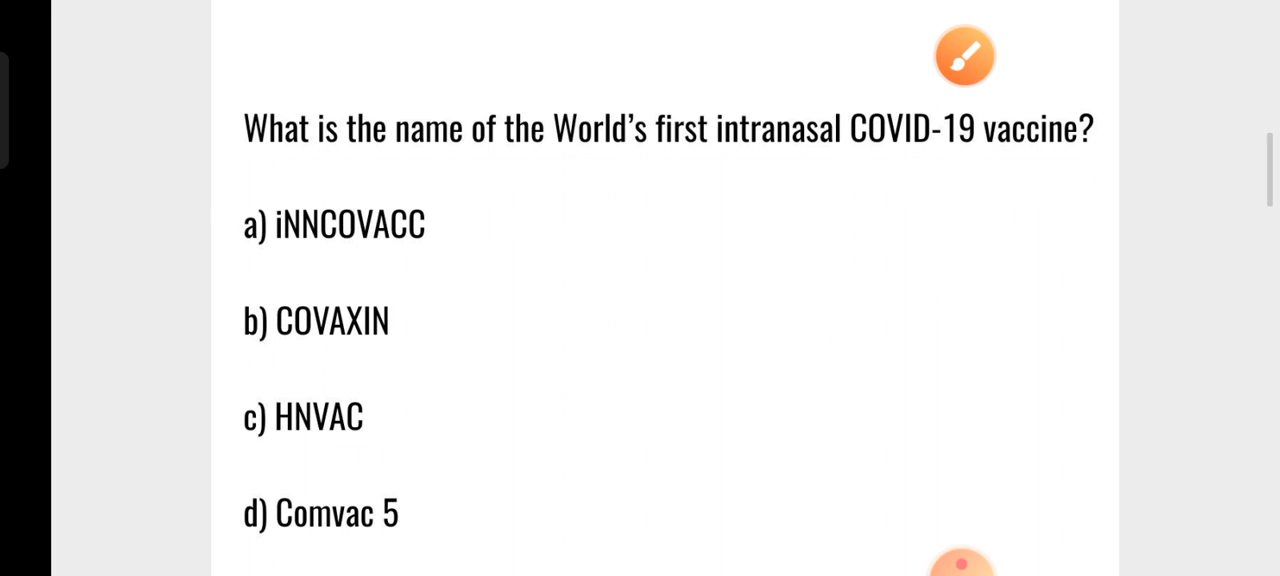 What is the name of the World’s first intranasal COVID-19 vaccine?
a) iNNCOVACC
b) COVAXIN
c) HNVAC
d) Comvac 5